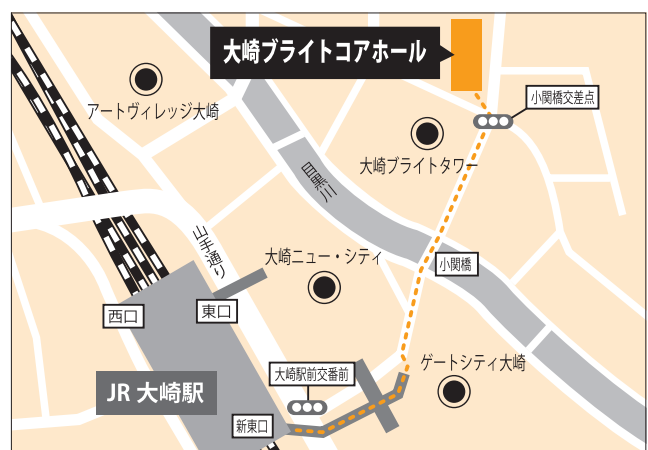 大崎ブライトコアホール
小関橋交差点
アートヴィレッジ大崎
大崎ブライトタワー
目黒川
山手通り
大崎ニュー・シティ
小関橋
東口
西口
ゲートシティ大崎
大崎駅前交番前
JR 大崎駅
新東口